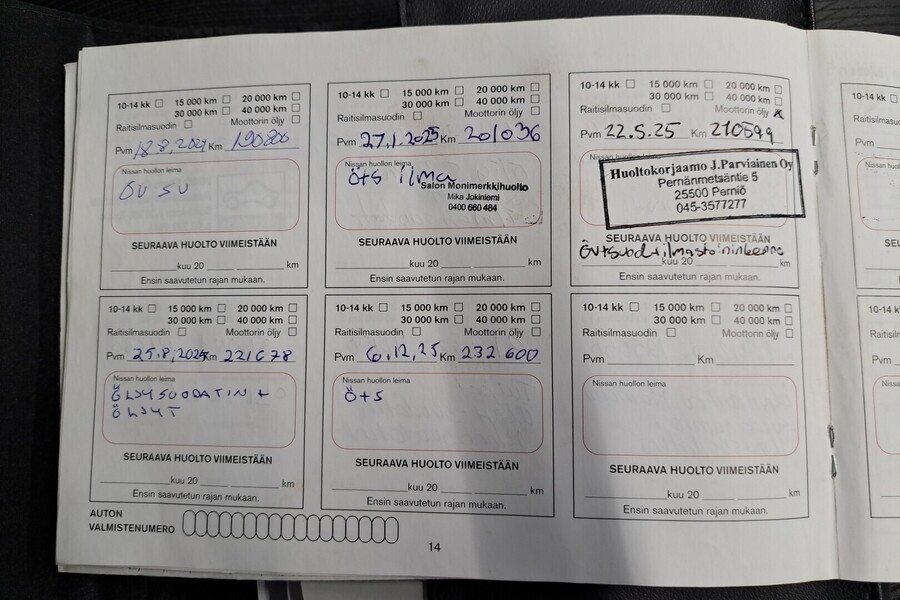 10-14 kk 15 000 km 20 000 km
30 000 km 40 000 km
Raitisilmasuodin Moottorin öljy
Pvm 18.8.2024 Km 190800
Nissan huollon leima
ÖV SU
SEURAAVA HUOLTO VIIMEISTÄÄN
kuu 20 km
Ensin saavutetun rajan mukaan.
10-14 kk 15 000 km 20 000 km
30 000 km 40 000 km
Raitisilmasuodin Moottorin öljy
Pvm 27.1.2025 Km 201036
Nissan huollon leima
Ö+S ilma
Salon Monimerkkihuolto
Mika Jokiniemi
0400 660 484
SEURAAVA HUOLTO VIIMEISTÄÄN
kuu 20 km
Ensin saavutetun rajan mukaan.
10-14 kk 15 000 km 20 000 km
30 000 km 40 000 km
Raitisilmasuodin Moottorin öljy
Pvm 22.5.25 Km 210599
Huoltokorjaamo J.Parviainen Oy
Pernänmetsäntie 5
25500 Perniö
045-3577277
SEURAAVA HUOLTO VIIMEISTÄÄN
kuu 20 km
Ensin saavutetun rajan mukaan.
10-14 kk 15 000 km 20 000 km
30 000 km 40 000 km
Raitisilmasuodin Moottorin öljy
Pvm 25.8.2025 Km 221678
Nissan huollon leima
ÖLJYSUODATIN +
ÖLJYT
SEURAAVA HUOLTO VIIMEISTÄÄN
kuu 20 km
Ensin saavutetun rajan mukaan.
10-14 kk 15 000 km 20 000 km
30 000 km 40 000 km
Raitisilmasuodin Moottorin öljy
Pvm 6.12.25 Km 232 600
Nissan huollon leima
Ö+S
SEURAAVA HUOLTO VIIMEISTÄÄN
kuu 20 km
Ensin saavutetun rajan mukaan.
10-14 kk 15 000 km 20 000 km
30 000 km 40 000 km
Raitisilmasuodin Moottorin öljy
Pvm Km
Nissan huollon leima
SEURAAVA HUOLTO VIIMEISTÄÄN
kuu 20 km
Ensin saavutetun rajan mukaan.
AUTON
VALMISTENUMERO
14